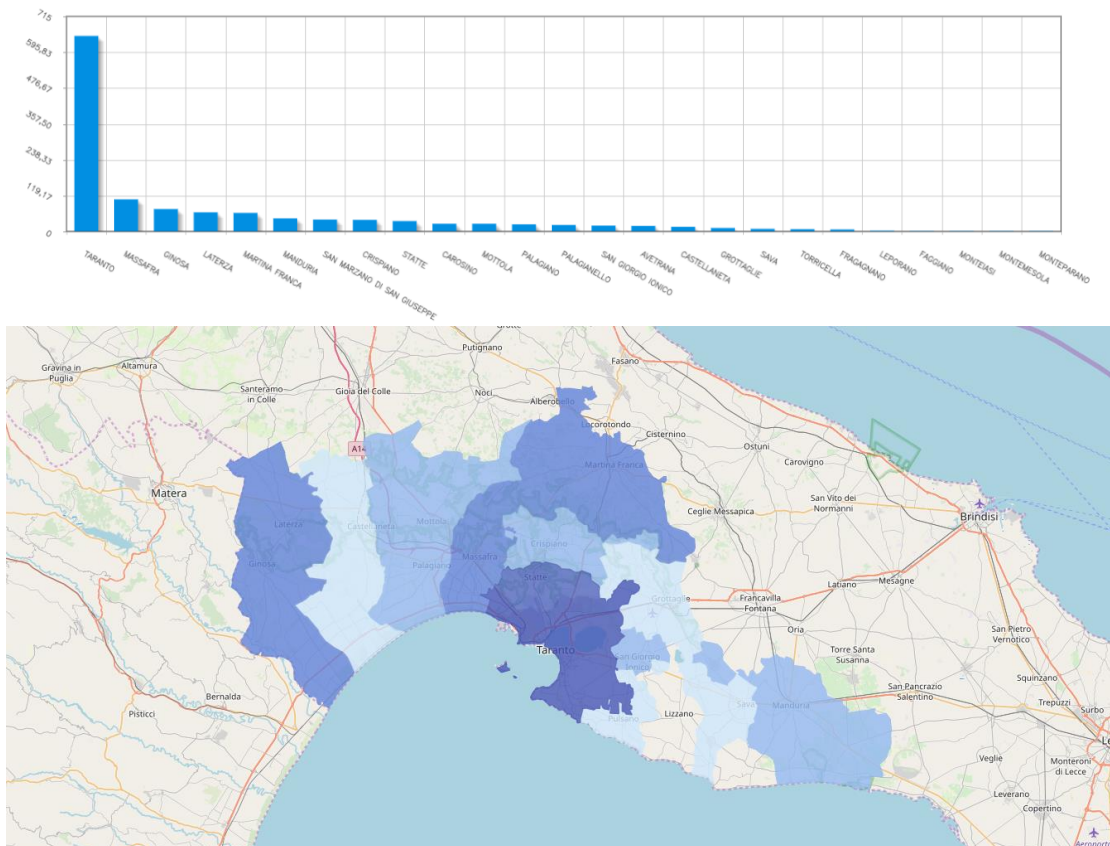 715
595,83
476,67
357,50
238,33
119,17
0
TARANTO
MASSAFRA
GINOSA
LATERZA
MARTINA FRANCA
MANDURIA
SAN MARZANO DI SAN GIUSEPPE
CRISPIANO
STATTE
CAROSINO
MOTTOLA
PALAGIANO
PALAGIANELLO
SAN GIORGIO IONICO
AVETRANA
CASTELLANETA
GROTTAGLIE
SAVA
TORRICELLA
FRAGAGNANO
LEPORANO
FAGGIANO
MONTEIASI
MONTEMESOLA
MONTEPARANO
Putignano
Fasano
Gravina in
Puglia
Altamura
Santeramo
in Colle
Gioia del Colle
Noci
Alberobello
Locorotondo
Cisternino
Ostuni
Carovigno
A14
Martina Franca
Matera
Ceglie Messapica
San Vito dei
Normanni
Brindisi
Laterza
Castellaneta
Mottola
Crispiano
Ginosa
Palagiano
Massafra
Statte
Latiano
Mesagne
Grottaglie
Francavilla
Fontana
Oria
San Pietro
Vernotico
Taranto
San Giorgio
Ionico
Torre Santa
Susanna
Squinzano
Bernalda
San Pancrazio
Salentino
Trepuzzi
Surbo
Pisticci
Pulsano
Lizzano
Sava
Manduria
Le
Veglie
Monteroni
di Lecce
Leverano
Copertino
Aeroporto